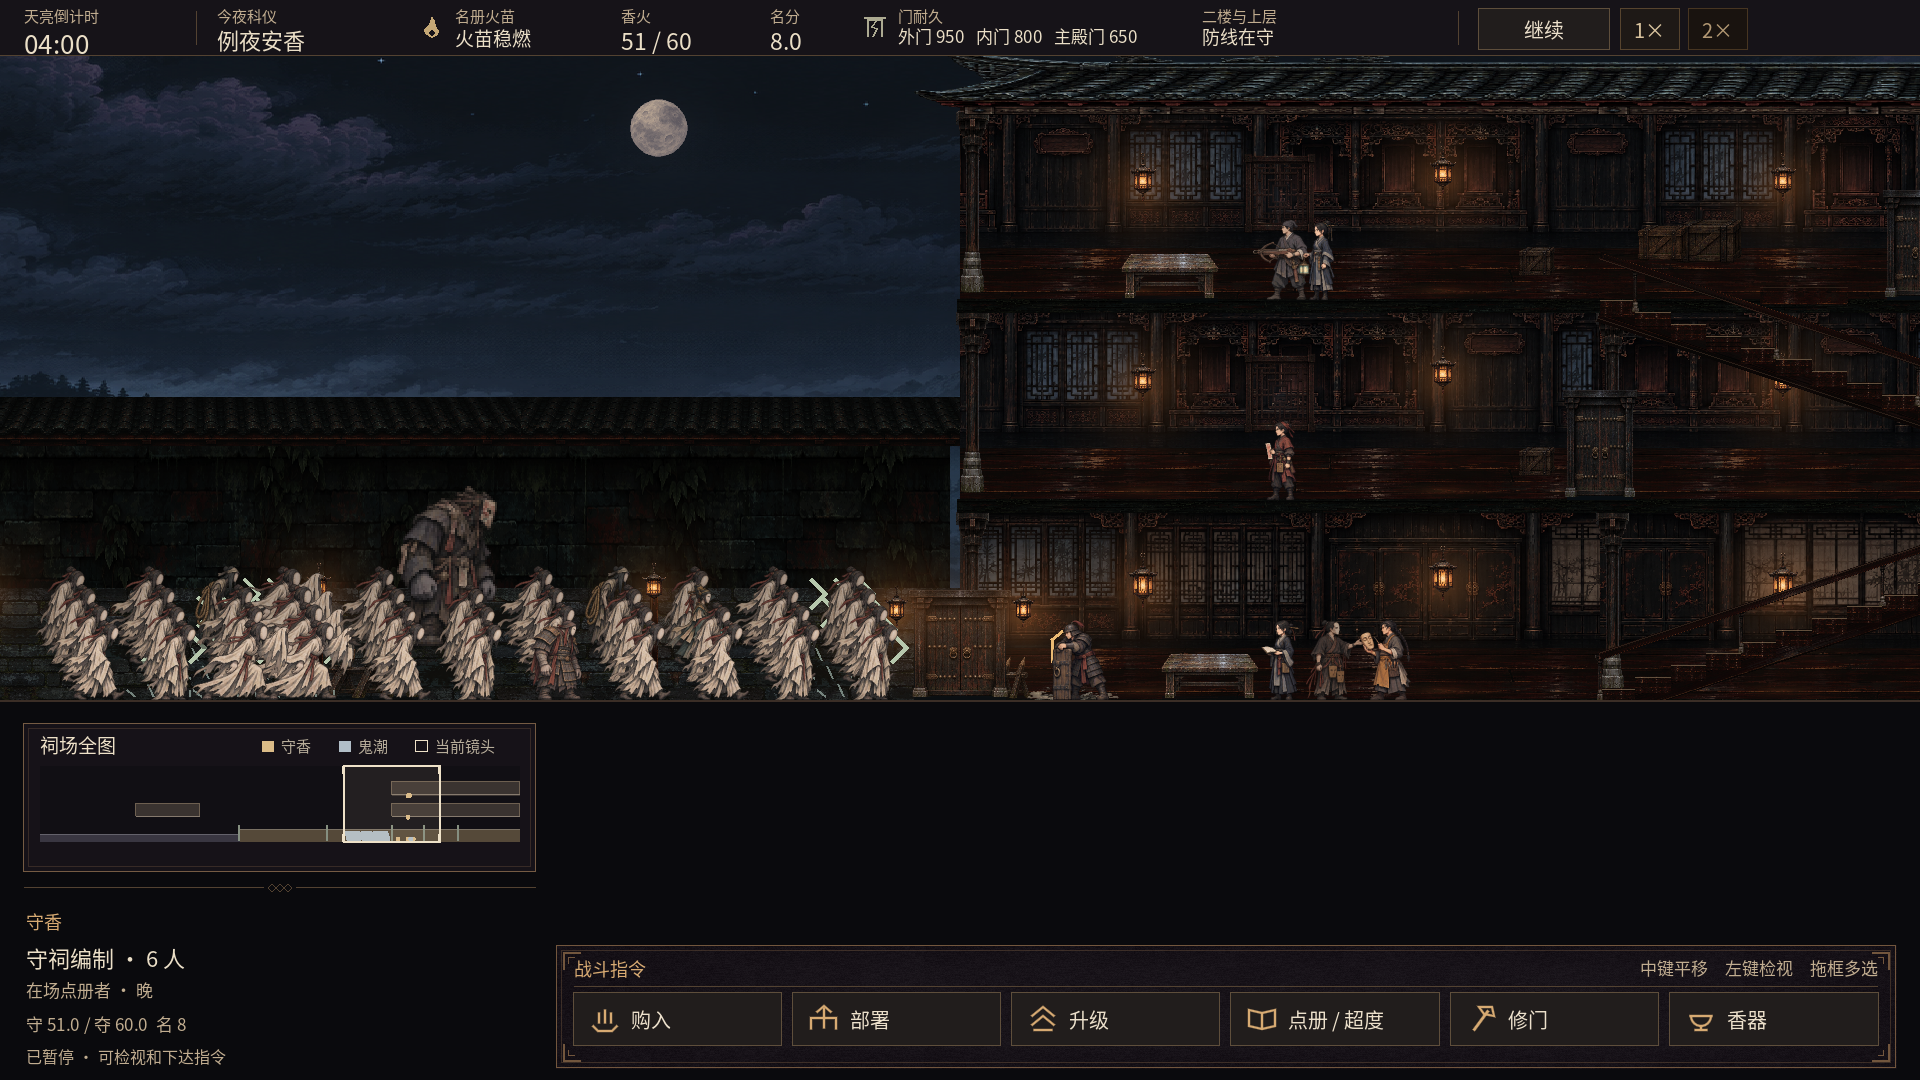 天亮倒计时
04:00
今夜科仪
例夜安香
名册火苗
火苗稳燃
香火
51 / 60
名分
8.0
门耐久
外门 950 内门 800 主殿门 650
二楼与上层
防线在守
继续
1×
2×
祠场全图
守香
鬼潮
当前镜头
守香
守祠编制 · 6 人
在场点册者 · 晚
守 51.0 / 夺 60.0 名 8
已暂停 · 可检视和下达指令
战斗指令
中键平移 左键检视 拖框多选
购入
部署
升级
点册 / 超度
修门
香器